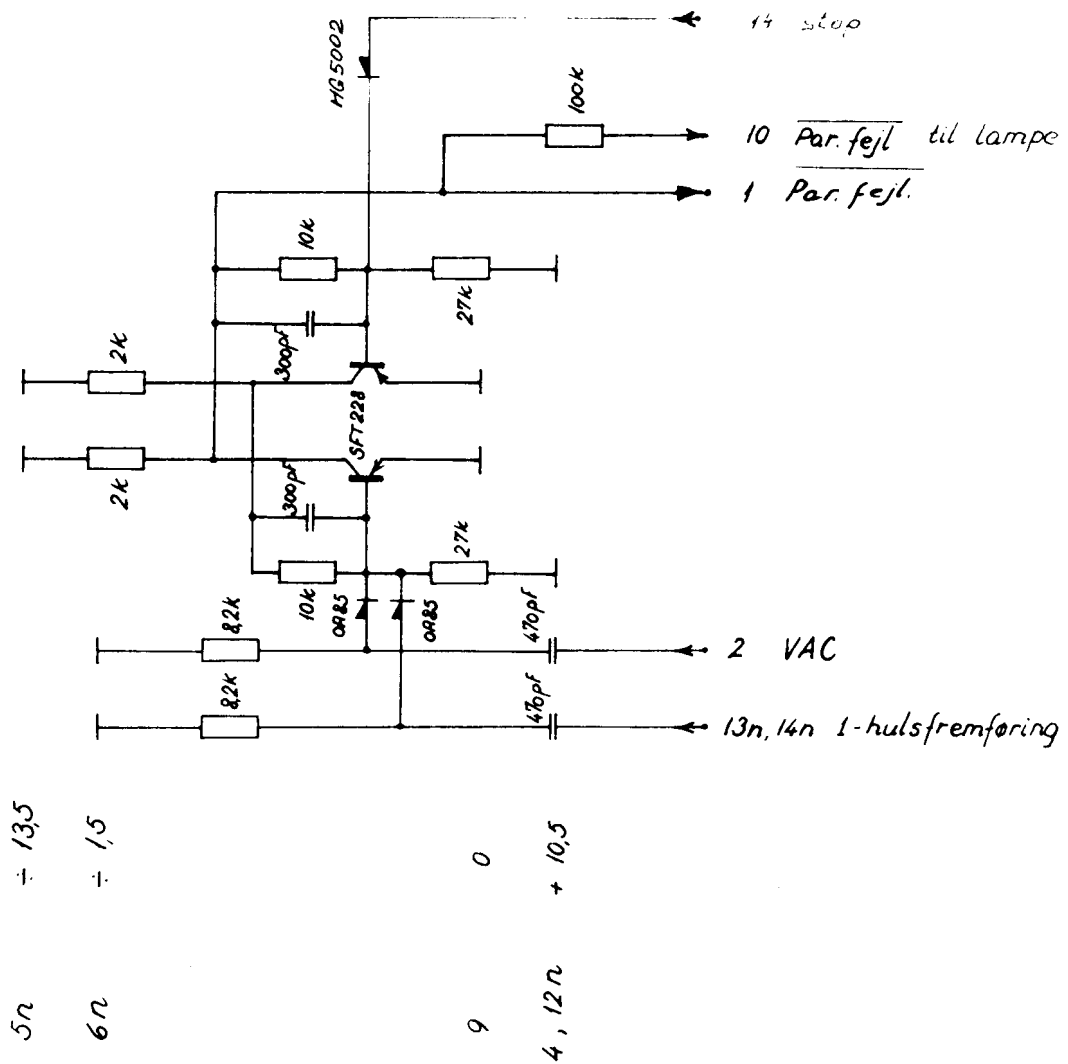 14 stop
HG5002
100k
10 Par. fejl til lampe
1 Par. fejl.
10k
27k
300pF
2k
SFT228
2k
300pF
27k
10k
OA85
OA85
8,2k
470pF
2 VAC
8,2k
470pF
13n, 14n 1-hulsfremføring
5n ÷ 13,5
6n ÷ 1,5
9 0
4, 12n + 10,5